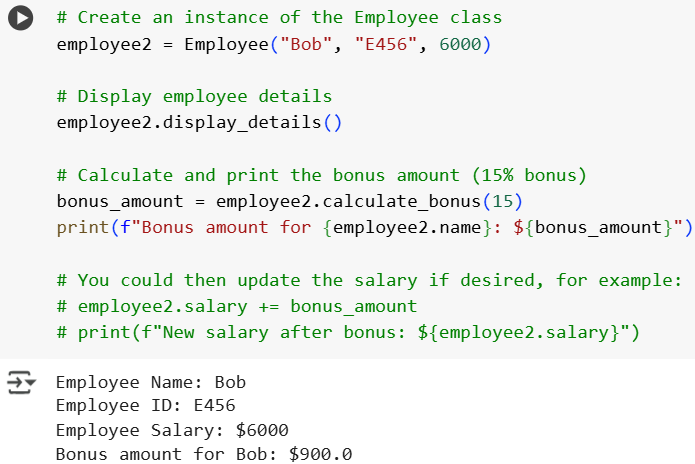 # Create an instance of the Employee class
employee2 = Employee("Bob", "E456", 6000)
# Display employee details
employee2.display_details()
# Calculate and print the bonus amount (15% bonus)
bonus_amount = employee2.calculate_bonus(15)
print(f"Bonus amount for {employee2.name}: ${bonus_amount}")
# You could then update the salary if desired, for example:
# employee2.salary += bonus_amount
# print(f"New salary after bonus: ${employee2.salary}")
Employee Name: Bob
Employee ID: E456
Employee Salary: $6000
Bonus amount for Bob: $900.0